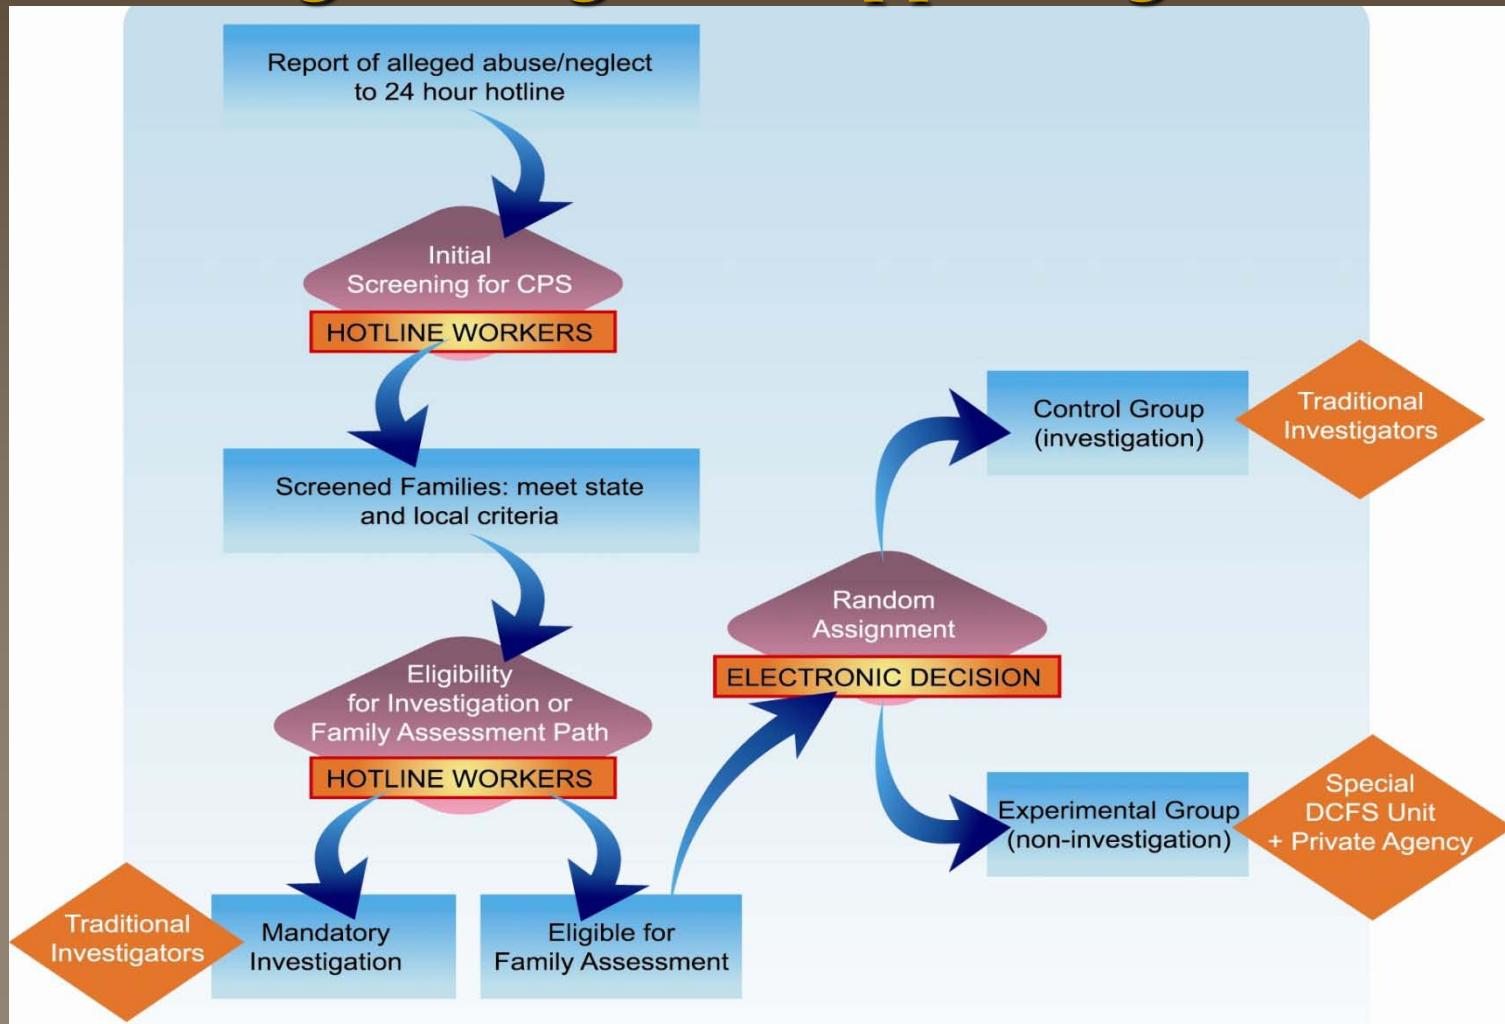 Report of alleged abuse/neglect
to 24 hour hotline
Initial
Screening for CPS
HOTLINE WORKERS
Screened Families: meet state
and local criteria
Eligibility
for Investigation or
Family Assessment Path
HOTLINE WORKERS
Traditional
Investigators
Mandatory
Investigation
Eligible for
Family Assessment
Random
Assignment
ELECTRONIC DECISION
Control Group
(investigation)
Traditional
Investigators
Experimental Group
(non-investigation)
Special
DCFS Unit
+ Private Agency